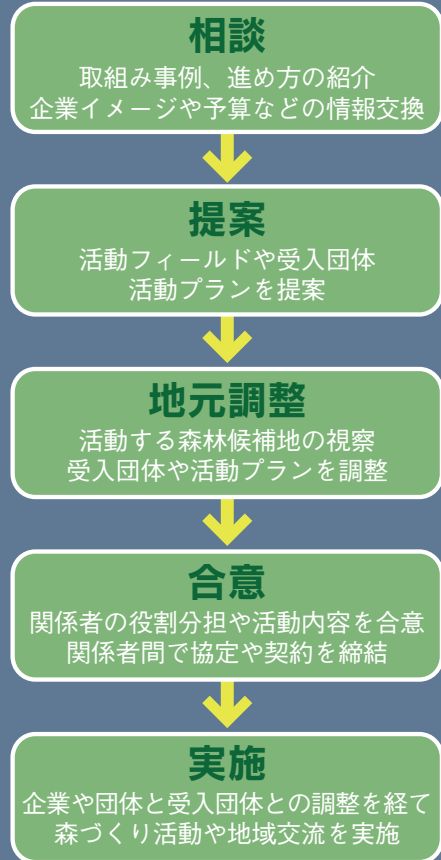 相談
取組み事例、進め方の紹介
企業イメージや予算などの情報交換
提案
活動フィールドや受入団体
活動プランを提案
地元調整
活動する森林候補地の視察
受入団体や活動プランを調整
合意
関係者の役割分担や活動内容を合意
関係者間で協定や契約を締結
実施
企業や団体と受入団体との調整を経て
森づくり活動や地域交流を実施